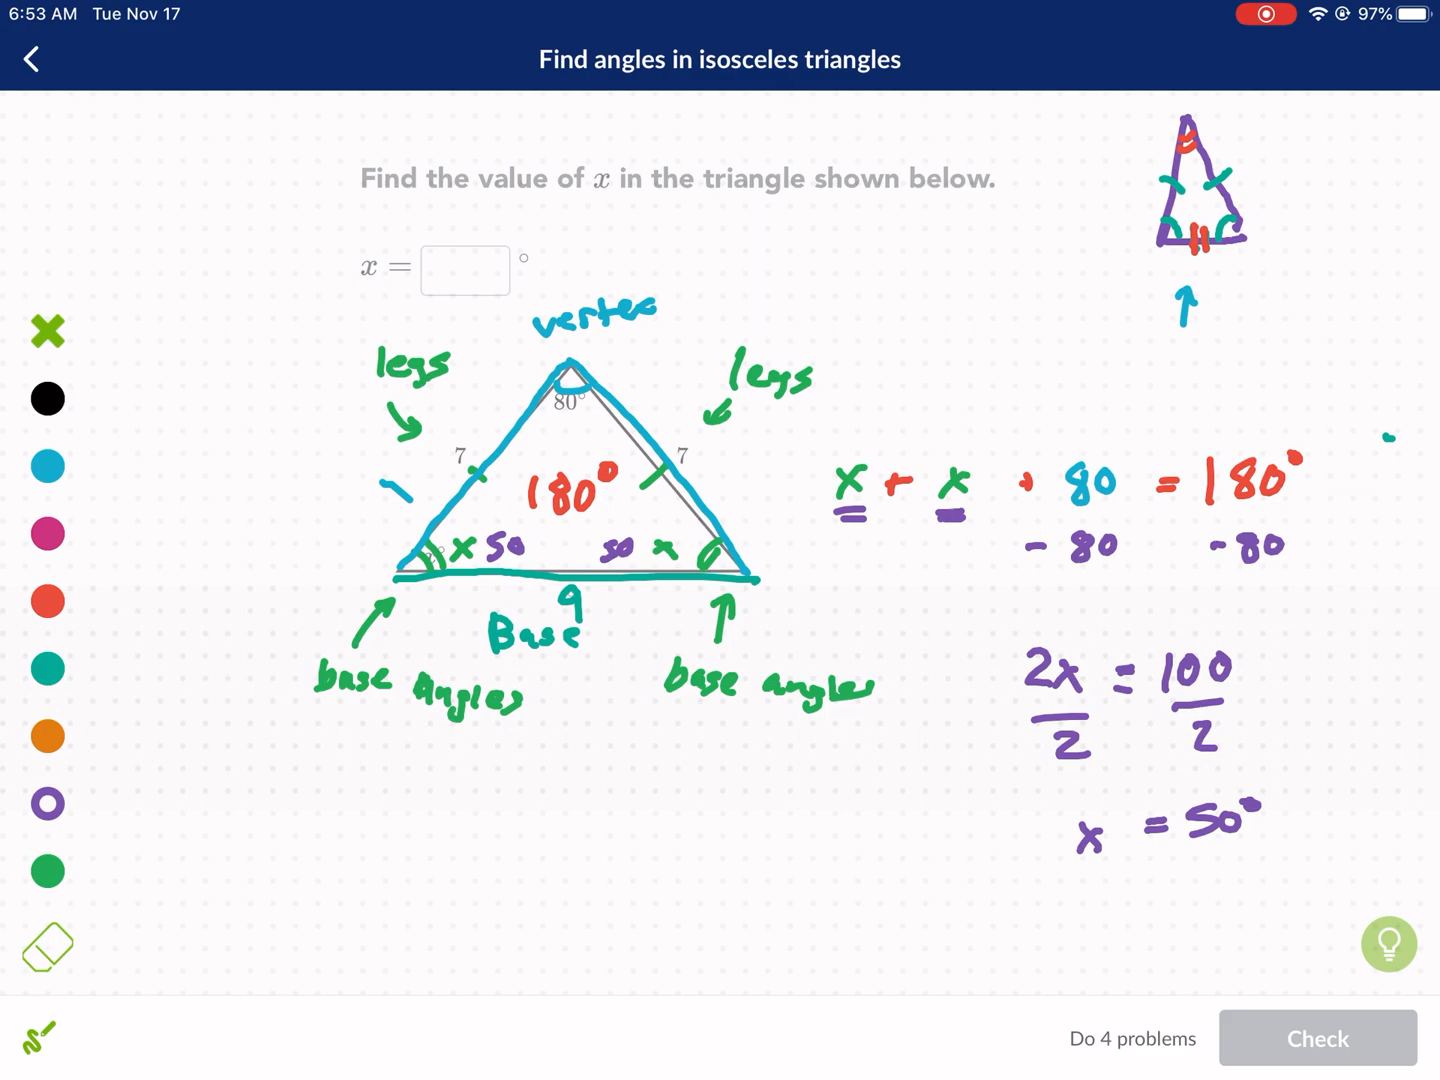 6:53 AM Tue Nov 17
97%
Find angles in isosceles triangles
Find the value of x in the triangle shown below.
x = °
vertex
legs
legs
80°
7
7
180°
x + x + 80 = 180°
- 80 - 80
x 50
50 x
9
Base
base angles
base angles
2x = 100
2 2
x = 50°
Do 4 problems
Check